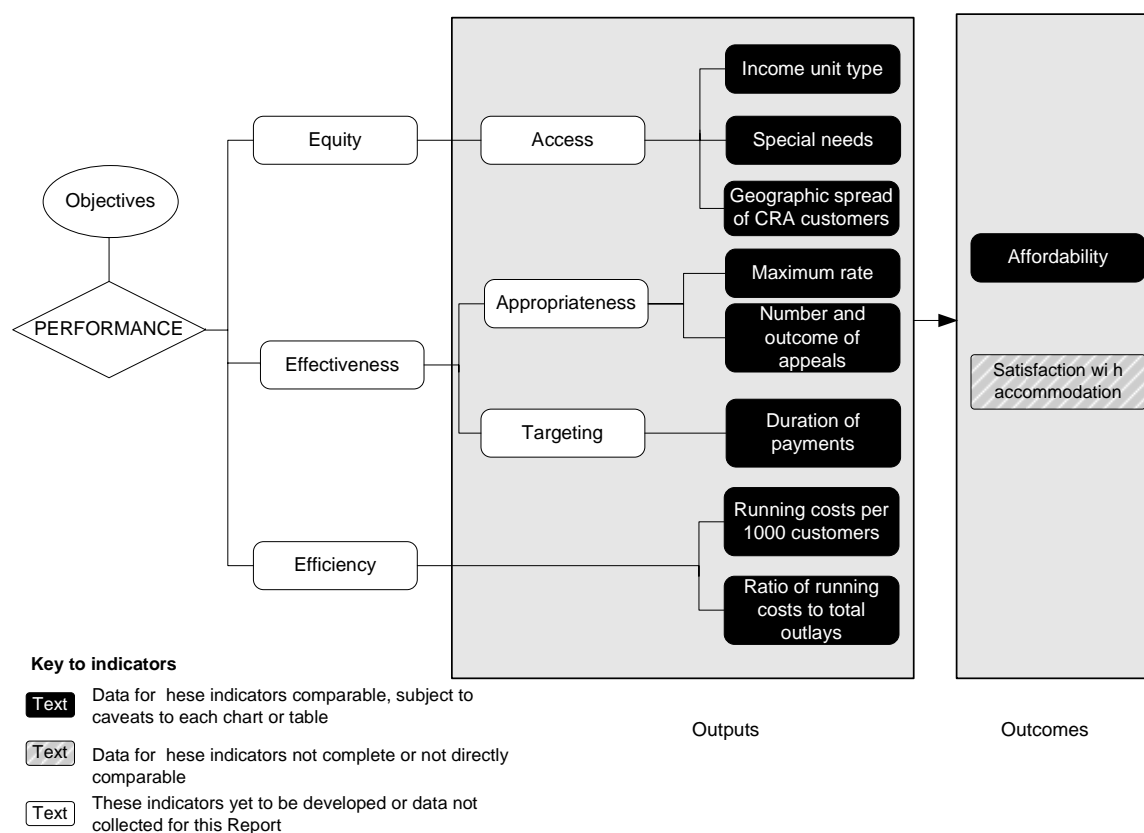 Income unit type
Equity
Access
Special needs
Objectives
Geographic spread
of CRA customers
Affordability
Maximum rate
Appropriateness
PERFORMANCE
Number and
outcome of
appeals
Effectiveness
Satisfaction wi h
accommodation
Targeting
Duration of
payments
Running costs per
1000 customers
Efficiency
Ratio of running
costs to total
outlays
Key to indicators
Text
Data for hese indicators comparable, subject to
caveats to each chart or table
Text
Data for hese indicators not complete or not directly
comparable
Text
These indicators yet to be developed or data not
collected for this Report
Outputs
Outcomes